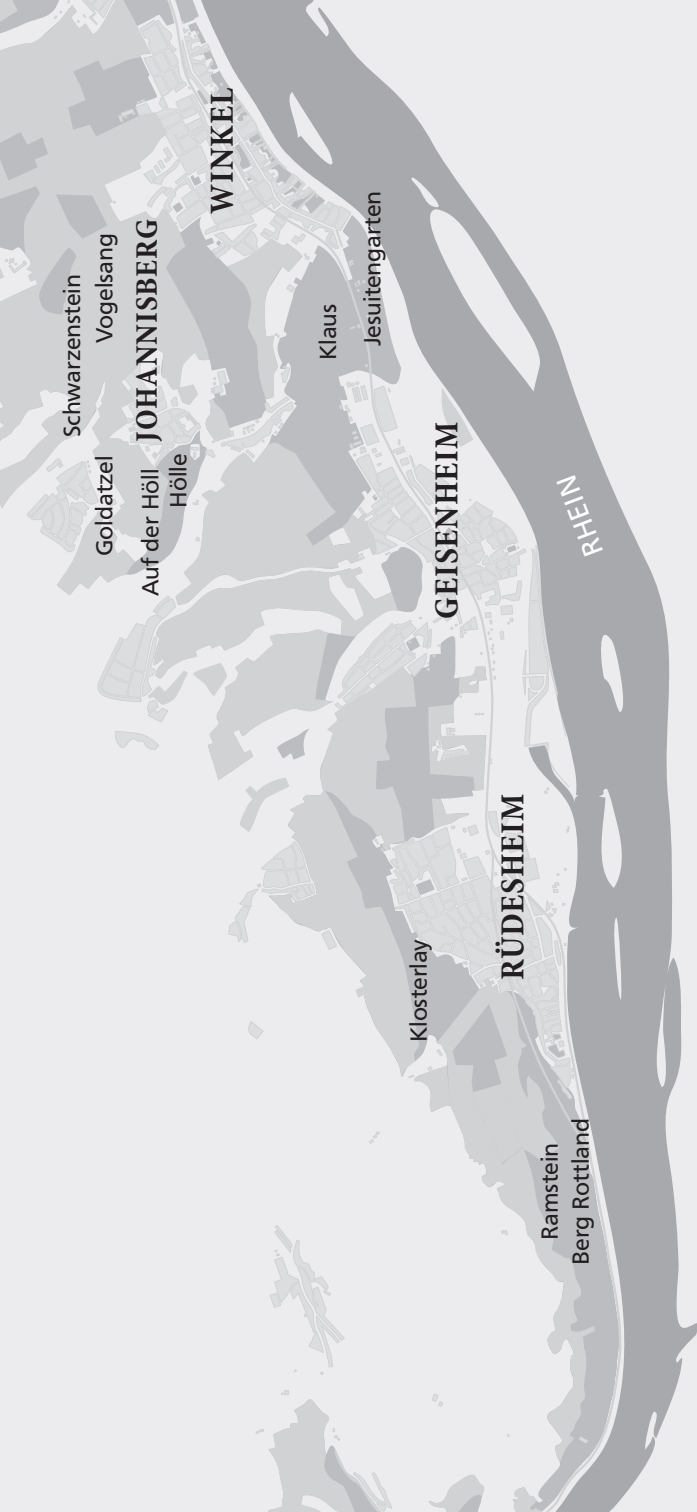 WINKEL
Schwarzenstein
Vogelsang
JOHANNISBERG
Goldatzel
Auf der Höll
Hölle
Klaus
Jesuitengarten
GEISENHEIM
RHEIN
RÜDESHEIM
Klosterlay
Ramstein
Berg Rottland